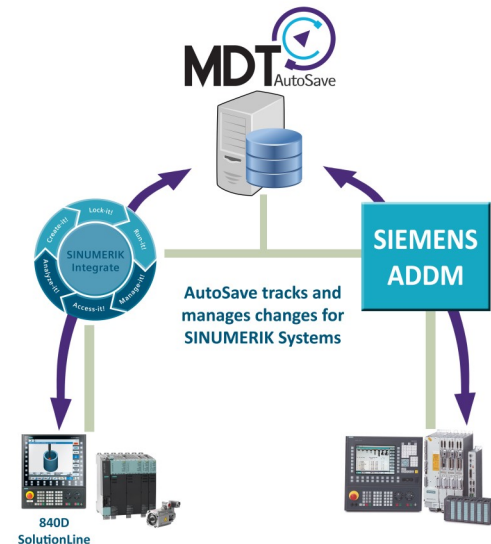 MDT
AutoSave
Create-it!
Lock-it!
Run-it!
Manage-it!
Access-it!
Analyze-it!
SINUMERIK
Integrate
SIEMENS
ADDM
AutoSave tracks and
manages changes for
SINUMERIK Systems
840D
SolutionLine